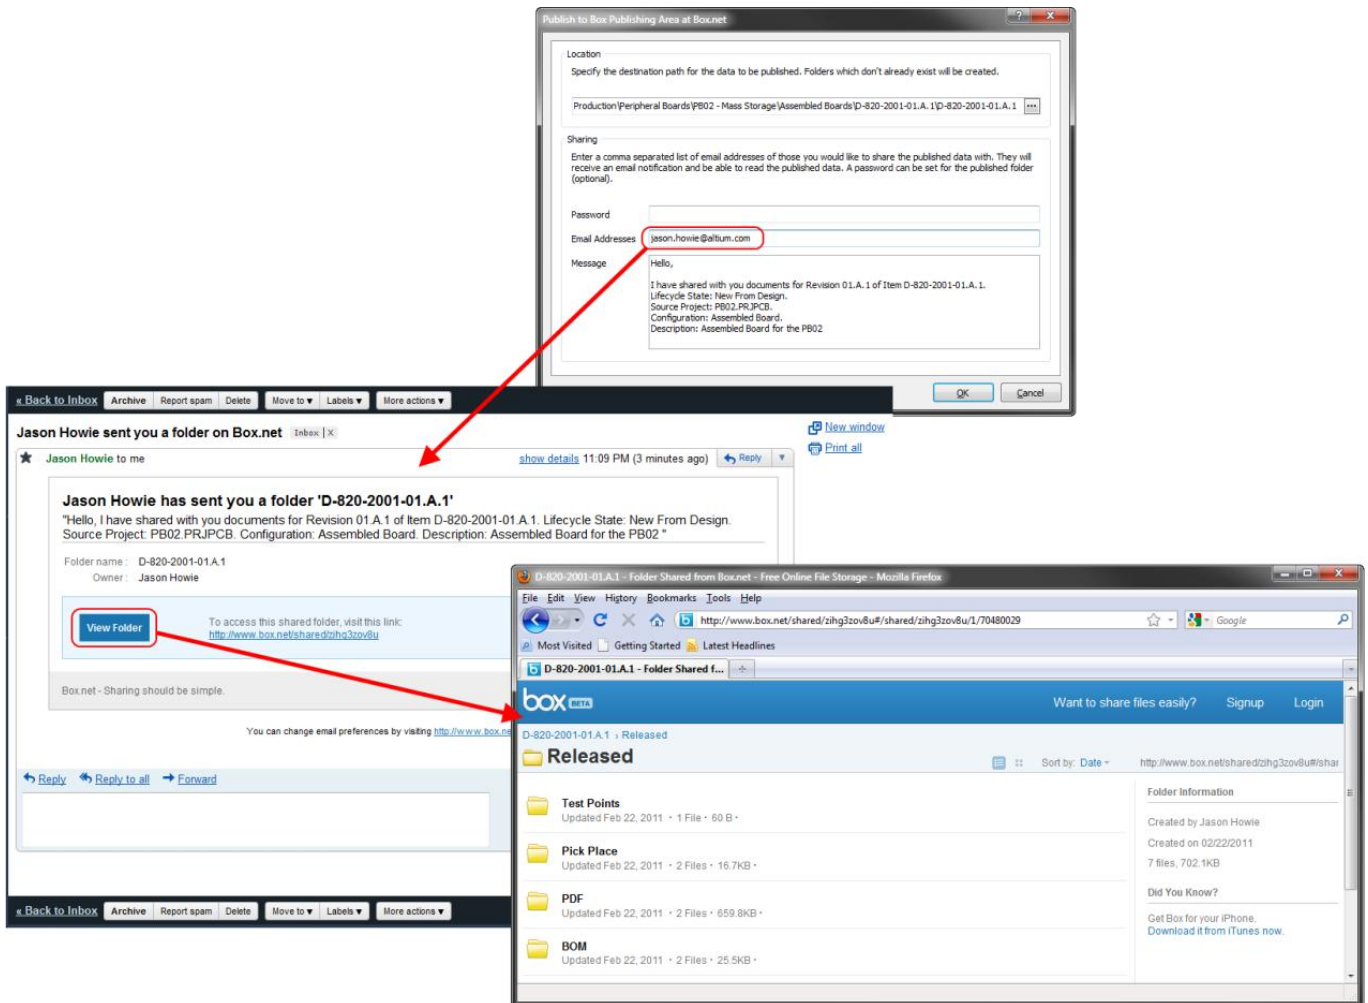 Publish to Box Publishing Area at Box.net
Location
Specify the destination path for the data to be published. Folders which don't already exist will be created.
Production\Peripheral Boards\PB02 - Mass Storage\Assembled Boards\D-820-2001-01.A.1\D-820-2001-01.A.1 ...
Sharing
Enter a comma separated list of email addresses of those you would like to share the published data with. They will
receive an email notification and be able to read the published data. A password can be set for the published folder
(optional).
Password
Email Addresses jason.howie@altium.com
Message Hello,
I have shared with you documents for Revision 01.A.1 of Item D-820-2001-01.A.1.
Lifecycle State: New From Design.
Source Project: PB02.PRJPCB.
Configuration: Assembled Board.
Description: Assembled Board for the PB02
OK Cancel
« Back to Inbox Archive Report spam Delete Move to ▼ Labels ▼ More actions ▼
Jason Howie sent you a folder on Box.net Inbox | X
New window
Print all
Jason Howie to me show details 11:09 PM (3 minutes ago) Reply ▼
Jason Howie has sent you a folder 'D-820-2001-01.A.1'
"Hello, I have shared with you documents for Revision 01.A.1 of Item D-820-2001-01.A.1. Lifecycle State: New From Design.
Source Project: PB02.PRJPCB. Configuration: Assembled Board. Description: Assembled Board for the PB02 "
Folder name : D-820-2001-01.A.1
Owner : Jason Howie
View Folder
To access this shared folder, visit this link:
http://www.box.net/shared/zihg3zov8u
Box.net - Sharing should be simple.
You can change email preferences by visiting http://www.box.ne
Reply Reply to all Forward
« Back to Inbox Archive Report spam Delete Move to ▼ Labels ▼ More actions ▼
D-820-2001-01.A.1 - Folder Shared from Box.net - Free Online File Storage - Mozilla Firefox
File Edit View History Bookmarks Tools Help
http://www.box.net/shared/zihg3zov8u#/shared/zihg3zov8u/1/70480029 Google
Most Visited Getting Started Latest Headlines
D-820-2001-01.A.1 - Folder Shared f...
box BETA Want to share files easily? Signup Login
D-820-2001-01.A.1 › Released
Released
Sort by: Date http://www.box.net/shared/zihg3zov8u#/shar
Test Points
Updated Feb 22, 2011 • 1 File • 60 B •
Pick Place
Updated Feb 22, 2011 • 2 Files • 16.7KB •
PDF
Updated Feb 22, 2011 • 2 Files • 659.8KB •
BOM
Updated Feb 22, 2011 • 2 Files • 25.5KB •
Folder Information
Created by Jason Howie
Created on 02/22/2011
7 files, 702.1KB
Did You Know?
Get Box for your iPhone.
Download it from iTunes now.